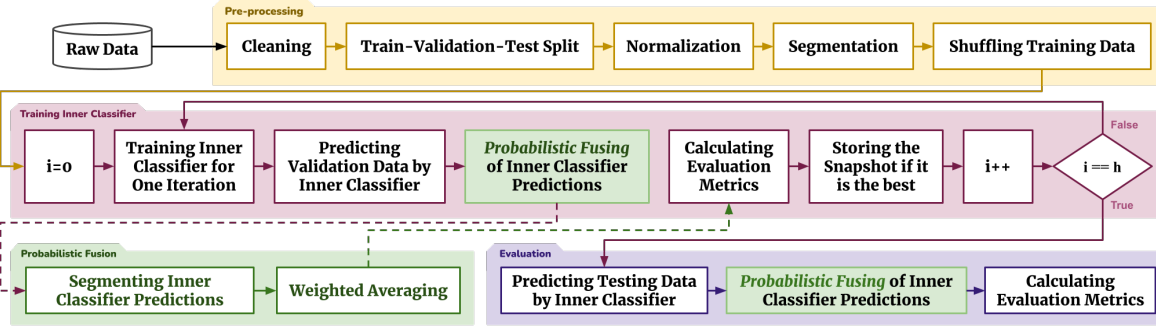 Pre-processing
Raw Data
Cleaning
Train-Validation-Test Split
Normalization
Segmentation
Shuffling Training Data
Training Inner Classifier
i=0
Training Inner
Classifier for
One Iteration
Predicting
Validation Data by
Inner Classifier
Probabilistic Fusing
of Inner Classifier
Predictions
Calculating
Evaluation
Metrics
Storing the
Snapshot if it
is the best
i++
i == h
False
True
Probabilistic Fusion
Segmenting Inner
Classifier Predictions
Weighted Averaging
Evaluation
Predicting Testing Data
by Inner Classifier
Probabilistic Fusing of Inner
Classifier Predictions
Calculating
Evaluation Metrics